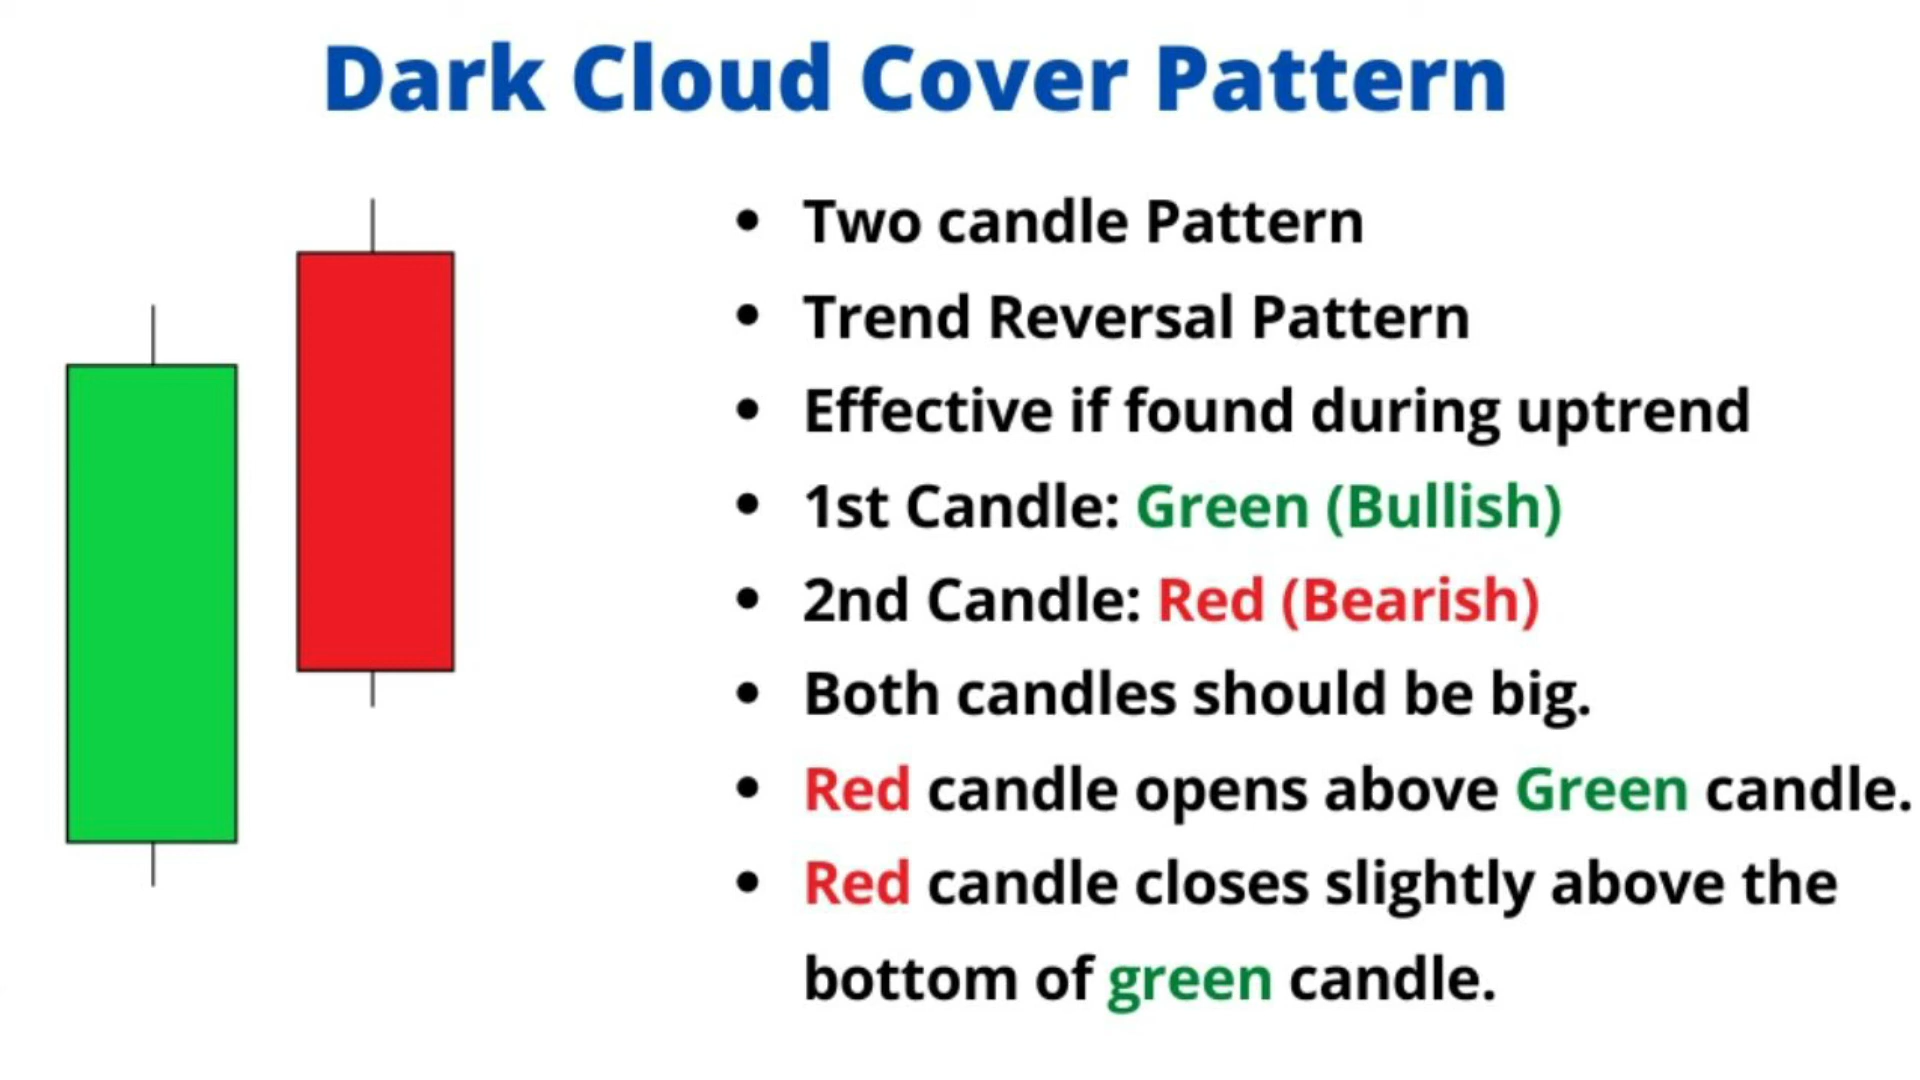 Dark Cloud Cover Pattern
• Two candle Pattern
• Trend Reversal Pattern
• Effective if found during uptrend
• 1st Candle: Green (Bullish)
• 2nd Candle: Red (Bearish)
• Both candles should be big.
• Red candle opens above Green candle.
• Red candle closes slightly above the
bottom of green candle.